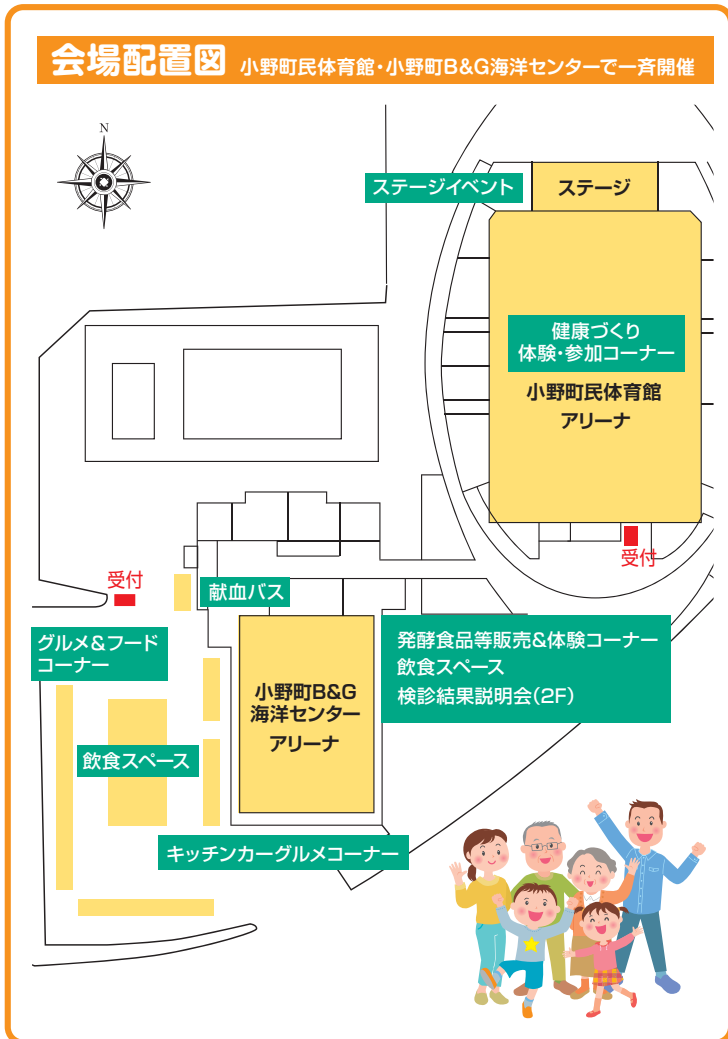 会場配置図 小野町民体育館・小野町B&G海洋センターで一斉開催
N
ステージイベント
ステージ
健康づくり
体験・参加コーナー
小野町民体育館
アリーナ
受付
受付
献血バス
グルメ&フード
コーナー
発酵食品等販売&体験コーナー
飲食スペース
検診結果説明会(2F)
小野町B&G
海洋センター
アリーナ
飲食スペース
キッチンカーグルメコーナー